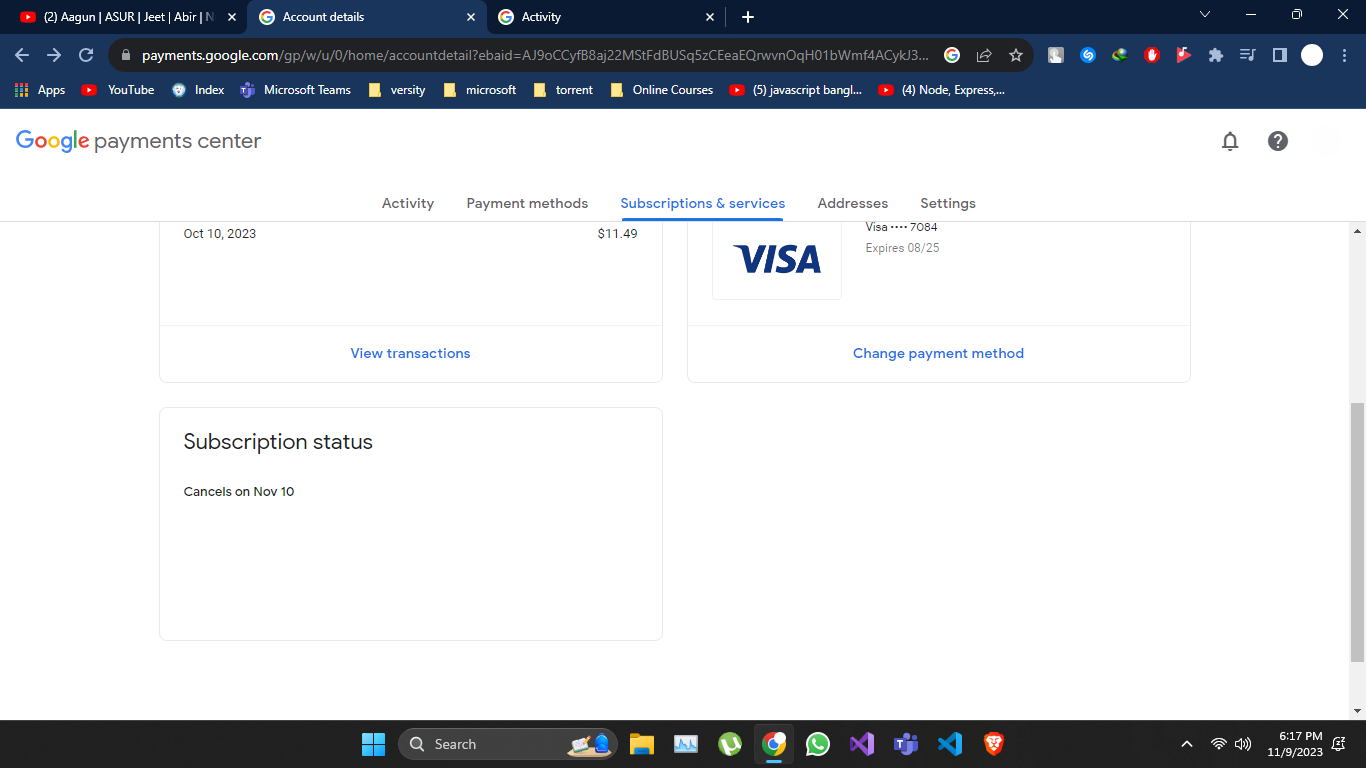 (2) Aagun | ASUR | Jeet | Abir | N
Account details
Activity
payments.google.com/gp/w/u/0/home/accountdetail?ebaid=AJ9oCCyfB8aj22MStFdBUSq5zCEeaEQrwvnOqH01bWmf4ACykJ3...
Apps
YouTube
Index
Microsoft Teams
versity
microsoft
torrent
Online Courses
(5) javascript bangl...
(4) Node, Express,...
Google payments center
Activity
Payment methods
Subscriptions & services
Addresses
Settings
Oct 10, 2023
$11.49
View transactions
VISA
Visa •••• 7084
Expires 08/25
Change payment method
Subscription status
Cancels on Nov 10
Search
6:17 PM
11/9/2023